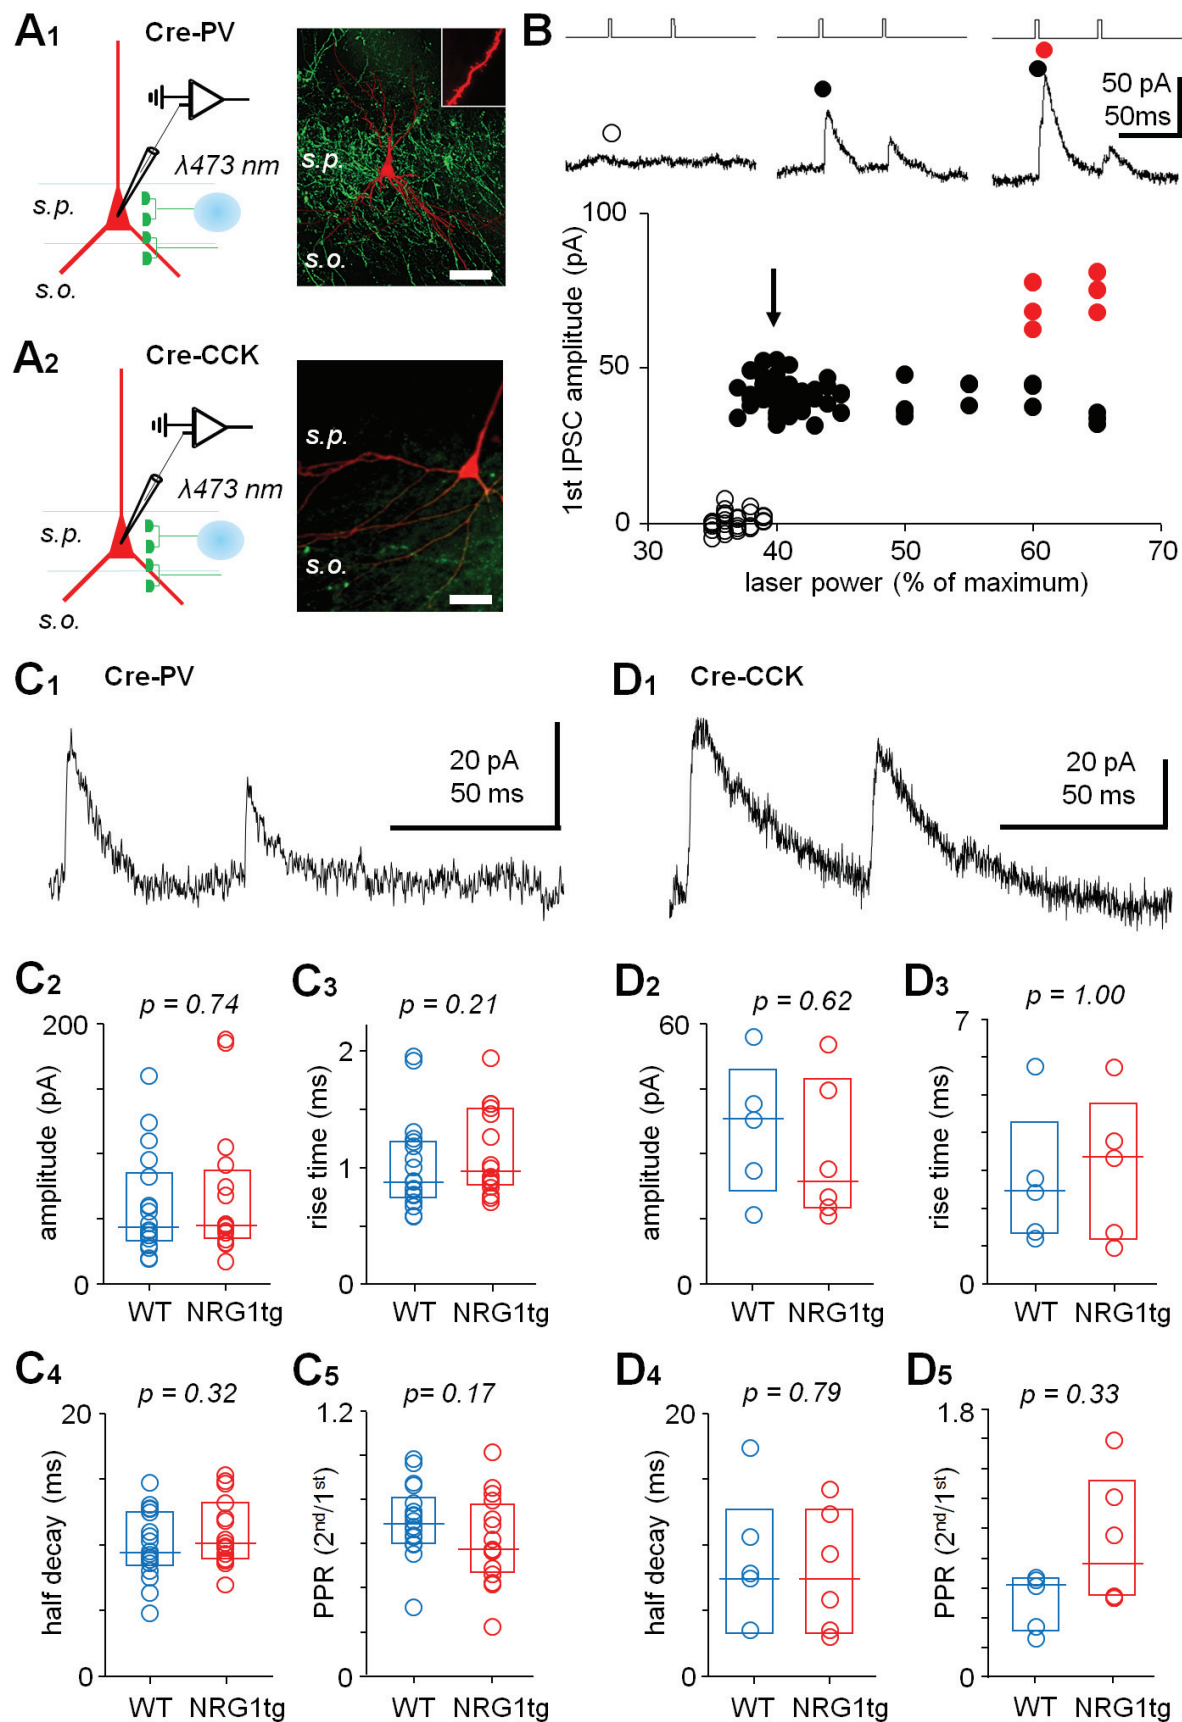 A1 Cre-PV
λ473 nm
s.p.
s.o.
s.p.
s.o.
A2 Cre-CCK
λ473 nm
s.p.
s.o.
s.p.
s.o.
B
50 pA
50ms
1st IPSC amplitude (pA)
100
50
0
30 40 50 60 70
laser power (% of maximum)
C1 Cre-PV
20 pA
50 ms
D1 Cre-CCK
20 pA
50 ms
C2
p = 0.74
amplitude (pA)
200
0
WT NRG1tg
C3
p = 0.21
rise time (ms)
2
1
0
WT NRG1tg
D2
p = 0.62
amplitude (pA)
60
0
WT NRG1tg
D3
p = 1.00
rise time (ms)
7
0
WT NRG1tg
C4
p = 0.32
half decay (ms)
20
0
WT NRG1tg
C5
p= 0.17
PPR (2nd/1st)
1.2
0
WT NRG1tg
D4
p = 0.79
half decay (ms)
20
0
WT NRG1tg
D5
p = 0.33
PPR (2nd/1st)
1.8
0
WT NRG1tg